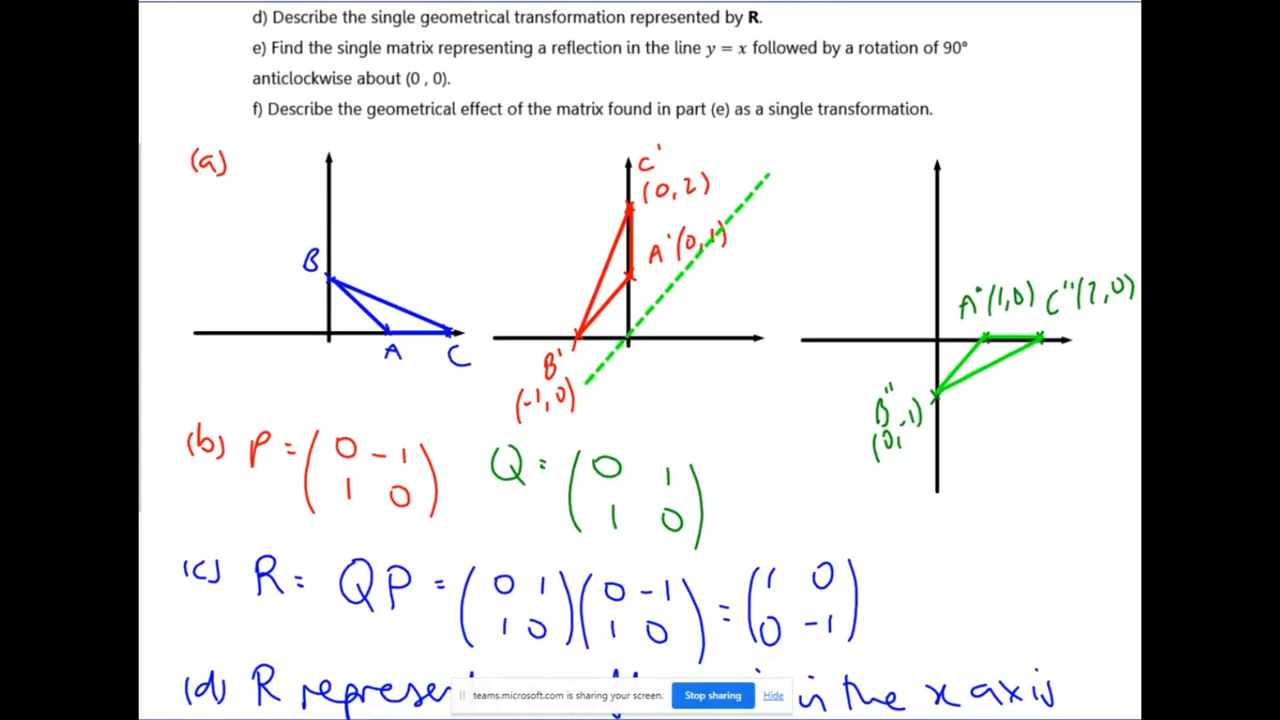 d) Describe the single geometrical transformation represented by R.
e) Find the single matrix representing a reflection in the line y = x followed by a rotation of 90°
anticlockwise about (0 , 0).
f) Describe the geometrical effect of the matrix found in part (e) as a single transformation.
(a)
B
A
C
C'
(0,2)
A'(0,1)
B'
(-1,0)
A"(1,0) C"(2,0)
B"
(0,-1)
(b) P = (0 -1
1 0)
Q = (0 1
1 0)
(c) R = QP = (0 1 (0 -1 = (1 0
1 0) 1 0) 0 -1)
(d) R in the x axis
teams.microsoft.com is sharing your screen. Stop sharing Hide